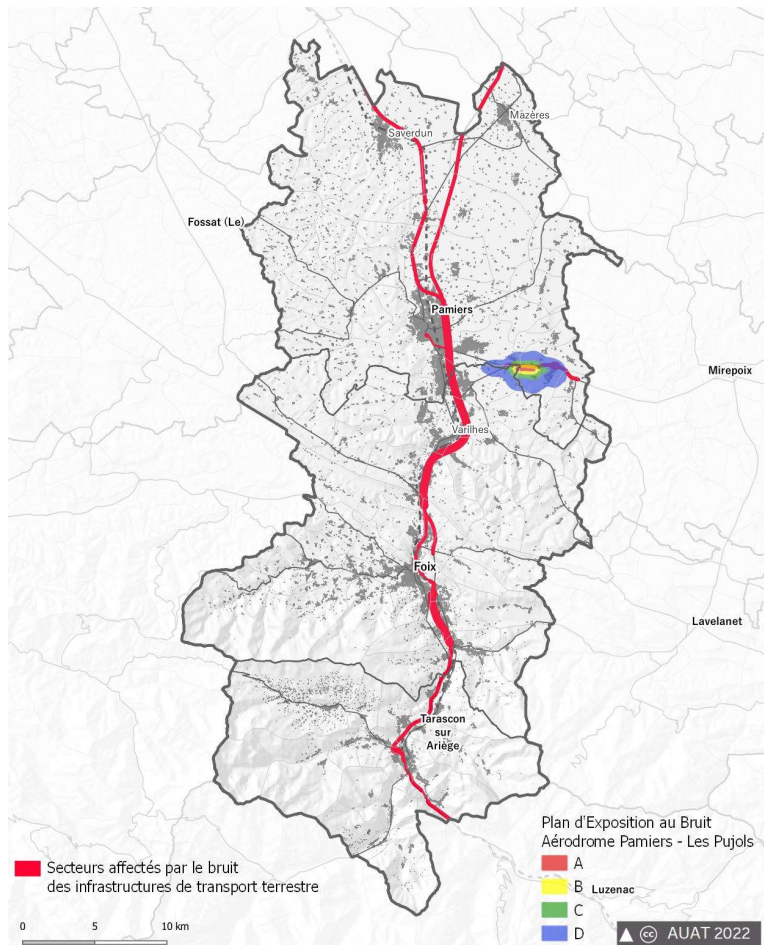 Saverdun
Mazères
Fossat (Le)
Pamiers
Mirepoix
Varilhes
Foix
Lavelanet
Tarascon
sur
Ariège
Plan d'Exposition au Bruit
Aérodrome Pamiers - Les Pujols
A
B
Luzenac
C
D
Secteurs affectés par le bruit
des infrastructures de transport terrestre
0 5 10 km
cc AUAT 2022